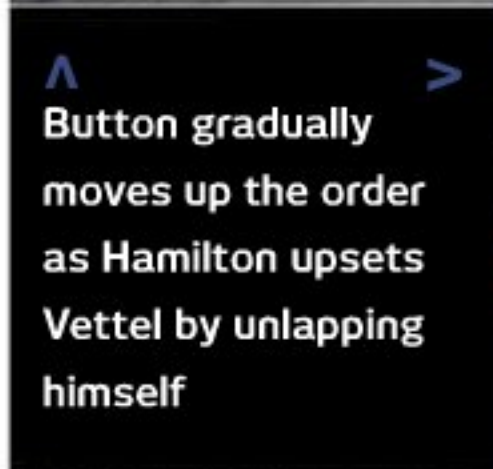 Button gradually
moves up the order
as Hamilton upsets
Vettel by unlapping
himself